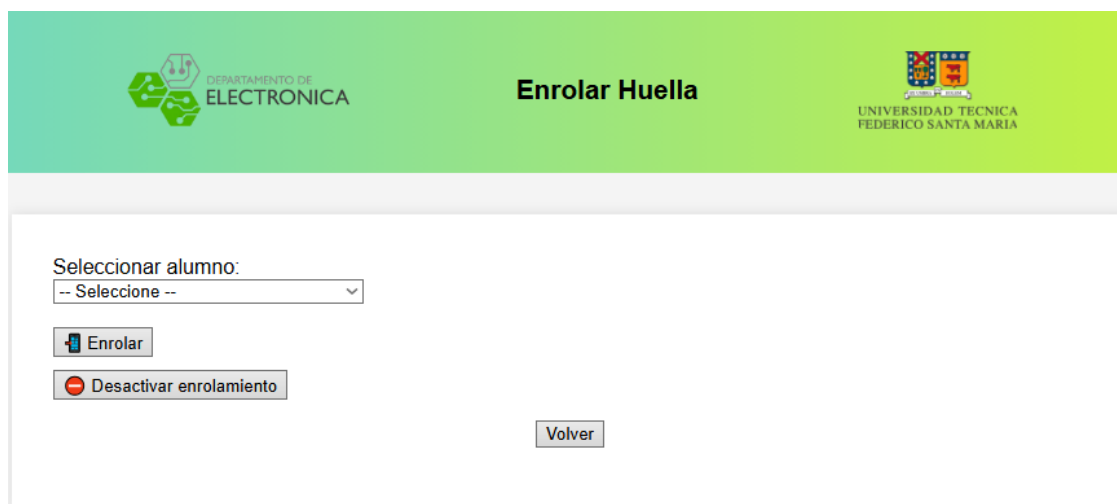 DEPARTAMENTO DE
ELECTRONICA
Enrolar Huella
UNIVERSIDAD TECNICA
FEDERICO SANTA MARIA
Seleccionar alumno:
-- Seleccione --
Enrolar
Desactivar enrolamiento
Volver